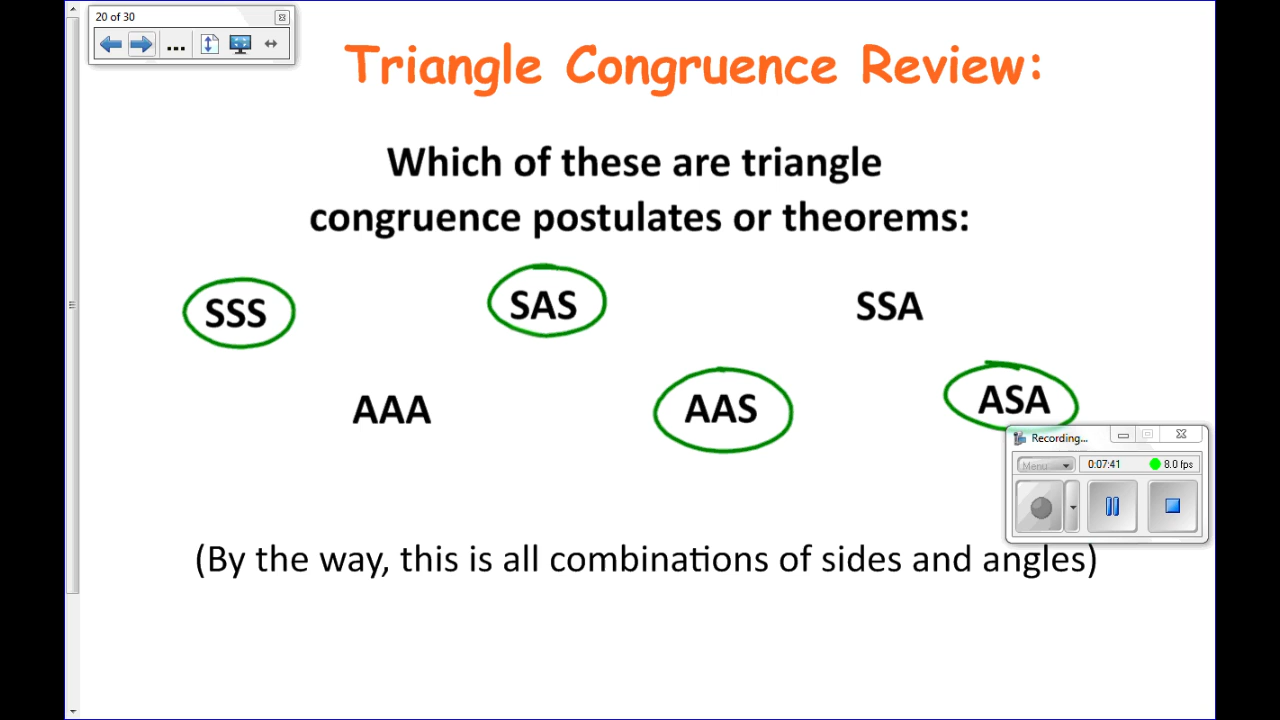 20 of 30
...
Triangle Congruence Review:
Which of these are triangle
congruence postulates or theorems:
SSS SAS SSA
AAA AAS ASA
Recording...
Menu 0:07:41 8.0 fps
(By the way, this is all combinations of sides and angles)